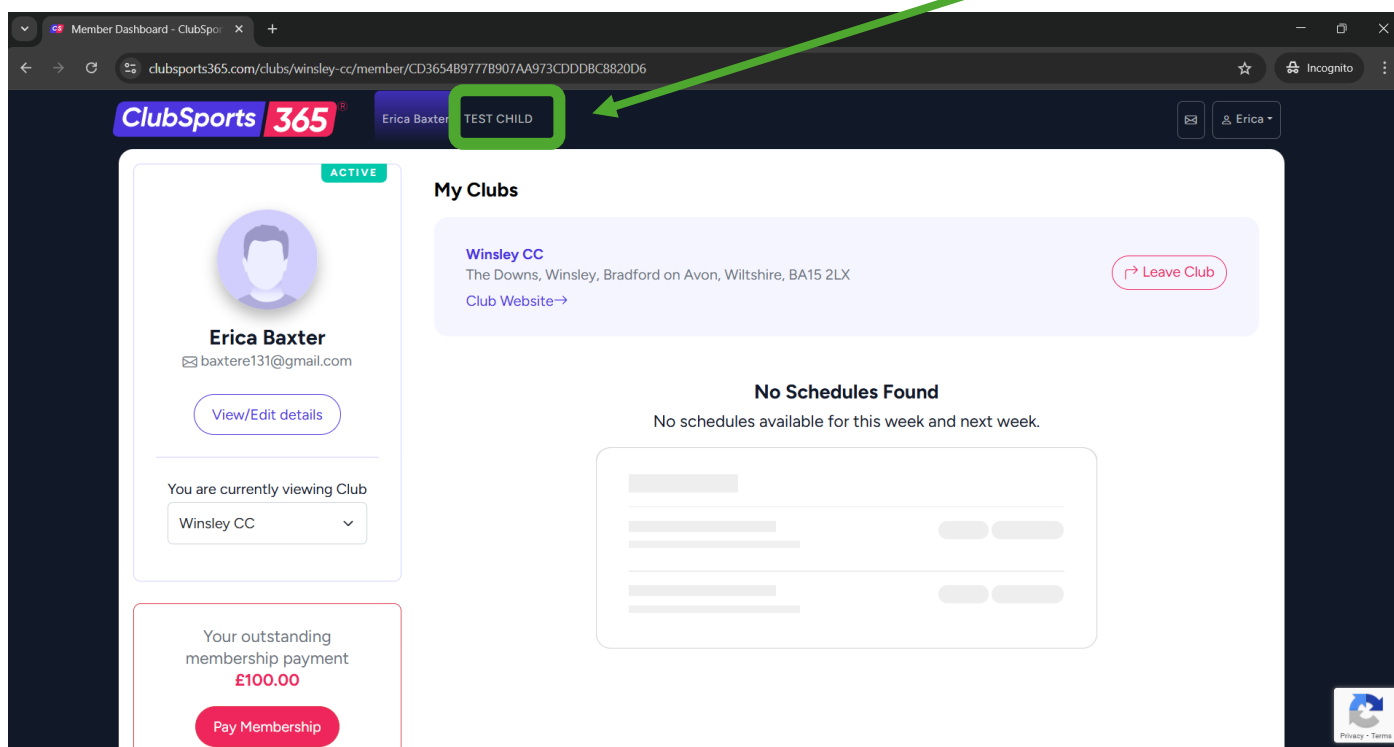 CS Member Dashboard - ClubSpor
clubsports365.com/clubs/winsley-cc/member/CD3654B9777B907AA973CDDDBC8820D6
Incognito
ClubSports 365®
Erica Baxter
TEST CHILD
Erica
ACTIVE
Erica Baxter
baxtere131@gmail.com
View/Edit details
You are currently viewing Club
Winsley CC
Your outstanding
membership payment
£100.00
Pay Membership
My Clubs
Winsley CC
The Downs, Winsley, Bradford on Avon, Wiltshire, BA15 2LX
Club Website→
Leave Club
No Schedules Found
No schedules available for this week and next week.
Privacy - Terms